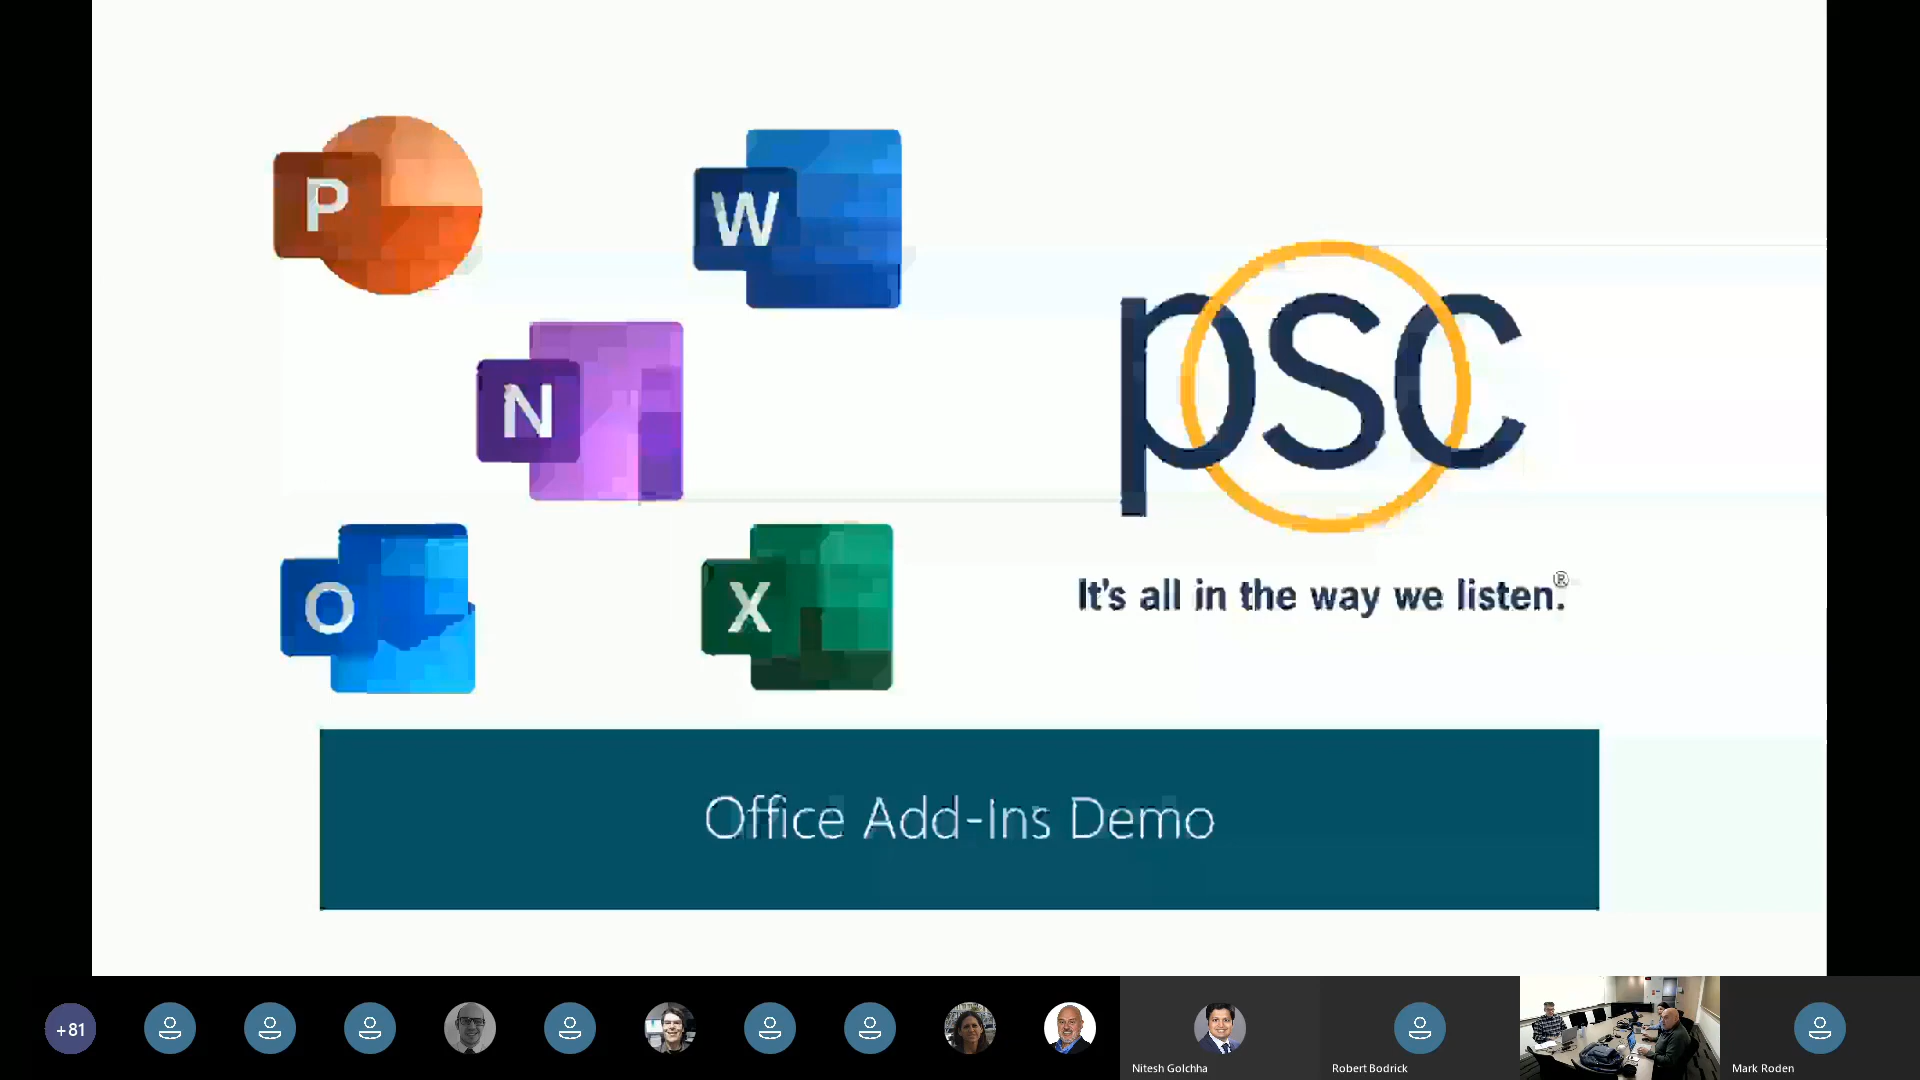 P
W
N
psc
O
X
It's all in the way we listen.®
Office Add-Ins Demo
+81
Nitesh Golchha
Robert Bodrick
Mark Roden